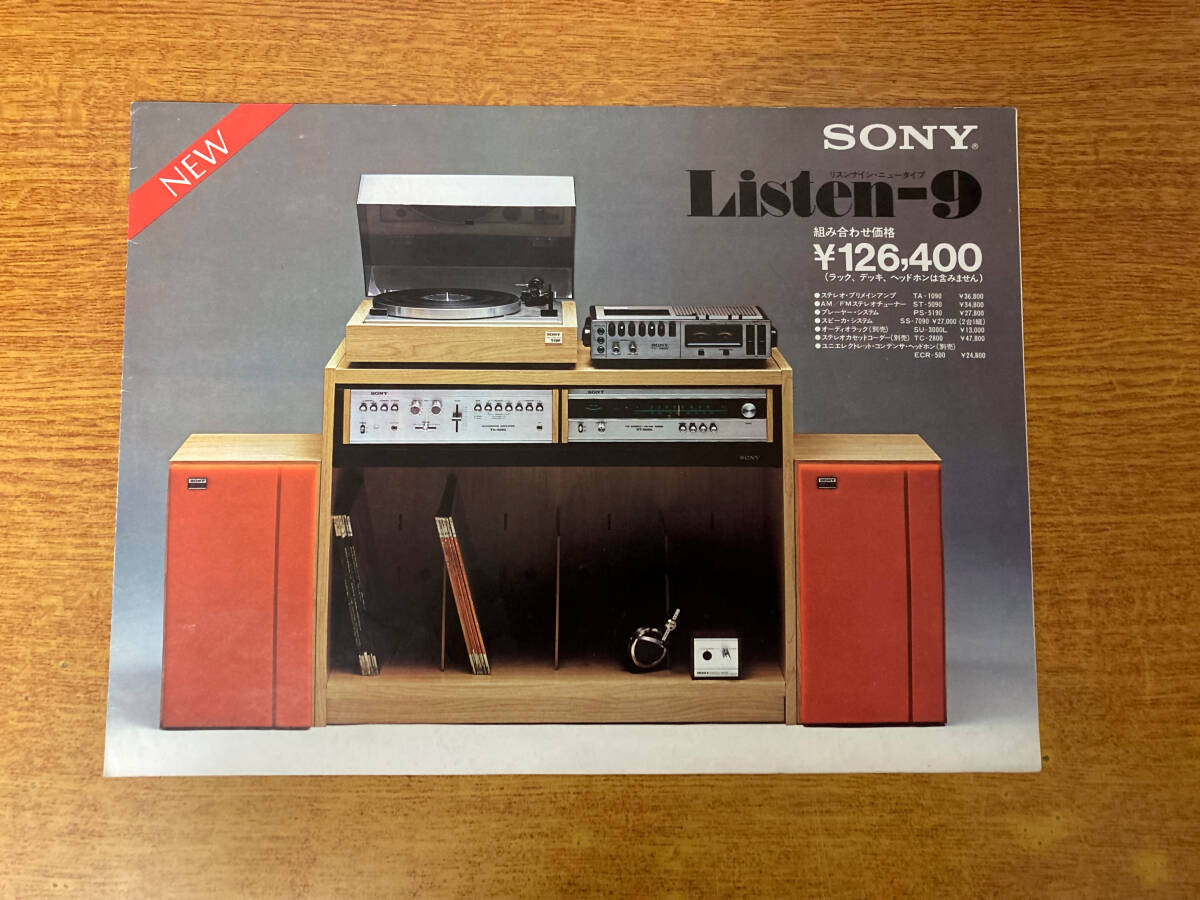 NEW
SONY®
リスンナイン・ニュータイプ
Listen-9
組み合わせ価格
¥126,400
(ラック、デッキ、ヘッドホンは含みません)
●ステレオ・プリメインアンプ TA-1090 ¥36,800
●AM/FMステレオチューナー ST-5090 ¥34,800
●プレーヤー・システム PS-5190 ¥27,800
●スピーカ・システム SS-7090 ¥27,000(2台1組)
●オーディオラック(別売) SU-3000L ¥13,000
●ステレオカセットコーダー(別売) TC-2800 ¥47,800
●ユニエレクトレット・コンデンサ・ヘッドホン(別売)
ECR-500 ¥24,800
SONY
SONY
SONY
SONY
SONY
SONY
SONY
SONY